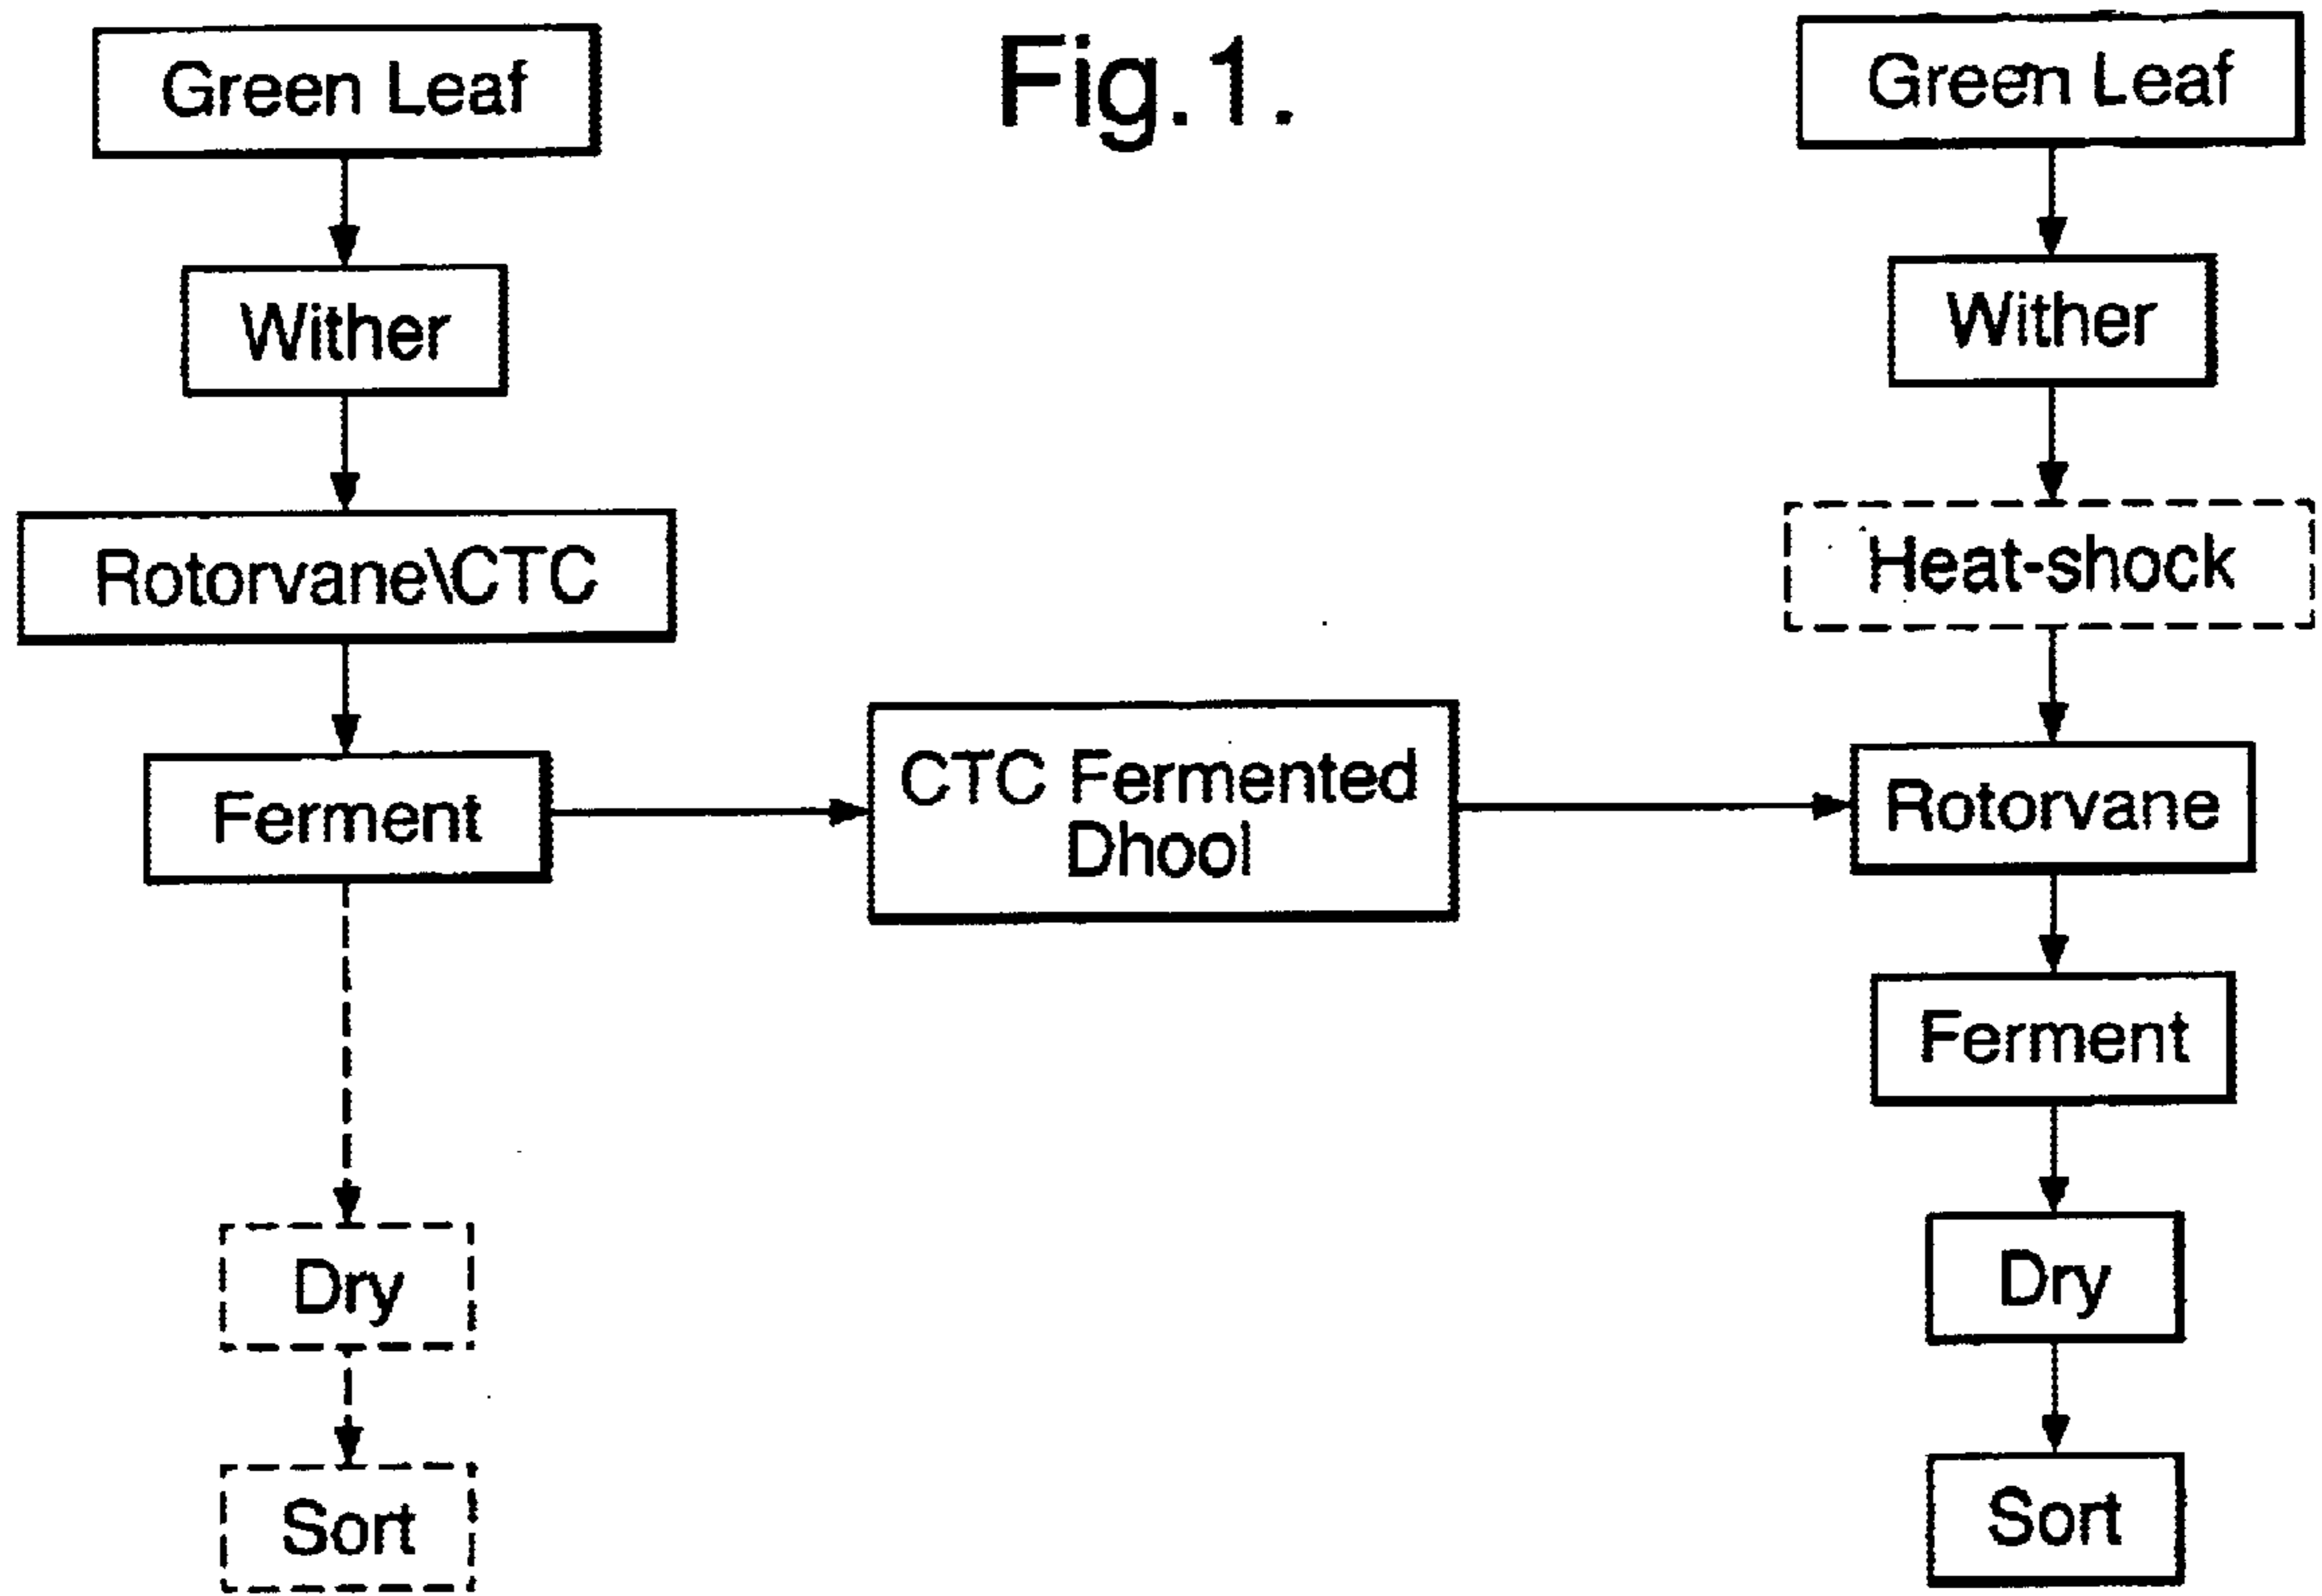 Fig.1.
Green Leaf
Wither
Rotorvane\CTC
Ferment
Dry
Sort
CTC Fermented
Dhool
Green Leaf
Wither
Heat-shock
Rotorvane
Ferment
Dry
Sort